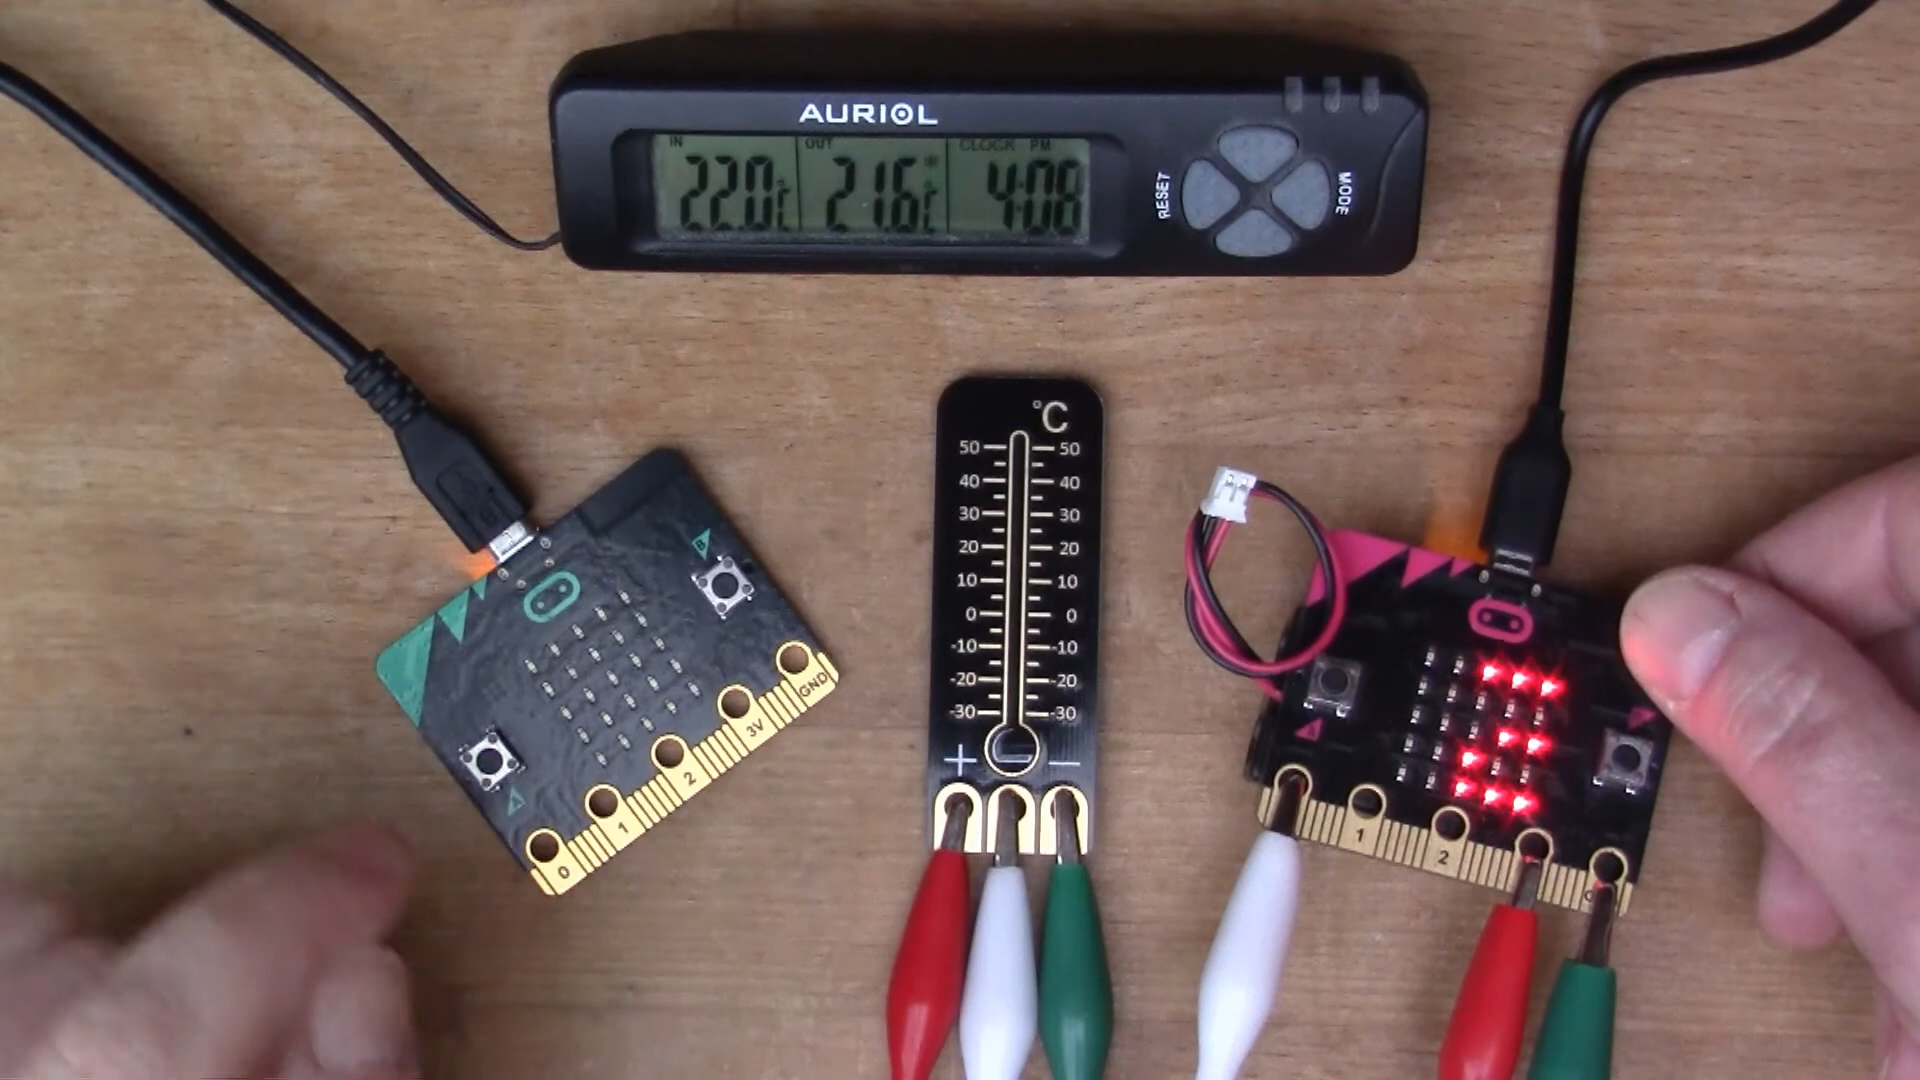 AURIOL
IN OUT CLOCK PM
22.0°C 21.6°C 4:08
RESET
MODE
°C
50 50
40 40
30 30
20 20
10 10
0 0
-10 -10
-20 -20
-30 -30
+ −
B
A
0 1 2 3V GND
A
1 2